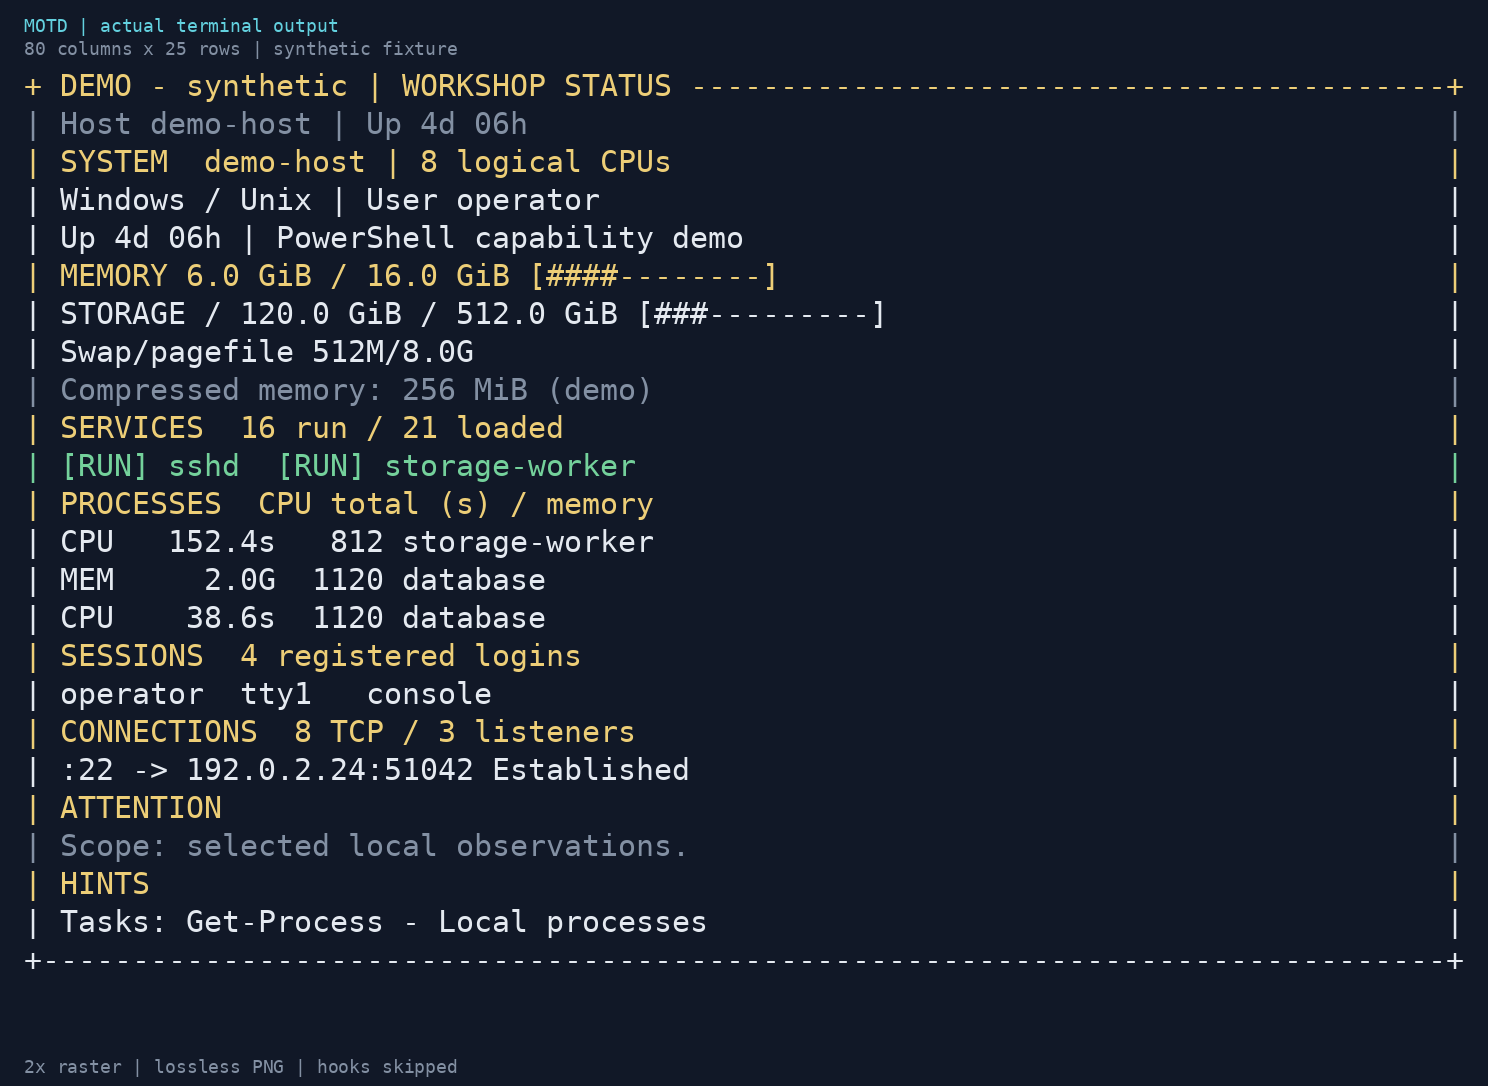 MOTD | actual terminal output
80 columns x 25 rows | synthetic fixture
+ DEMO - synthetic | WORKSHOP STATUS ------------------------------------------+
| Host demo-host | Up 4d 06h                                                   |
| SYSTEM  demo-host | 8 logical CPUs                                           |
| Windows / Unix | User operator                                               |
| Up 4d 06h | PowerShell capability demo                                       |
| MEMORY 6.0 GiB / 16.0 GiB [####--------]                                     |
| STORAGE / 120.0 GiB / 512.0 GiB [###---------]                               |
| Swap/pagefile 512M/8.0G                                                      |
| Compressed memory: 256 MiB (demo)                                            |
| SERVICES  16 run / 21 loaded                                                 |
| [RUN] sshd  [RUN] storage-worker                                             |
| PROCESSES  CPU total (s) / memory                                            |
| CPU   152.4s   812 storage-worker                                            |
| MEM     2.0G  1120 database                                                  |
| CPU    38.6s  1120 database                                                  |
| SESSIONS  4 registered logins                                                |
| operator  tty1   console                                                     |
| CONNECTIONS  8 TCP / 3 listeners                                             |
| :22 -> 192.0.2.24:51042 Established                                          |
| ATTENTION                                                                    |
| Scope: selected local observations.                                          |
| HINTS                                                                        |
| Tasks: Get-Process - Local processes                                         |
+------------------------------------------------------------------------------+
2x raster | lossless PNG | hooks skipped